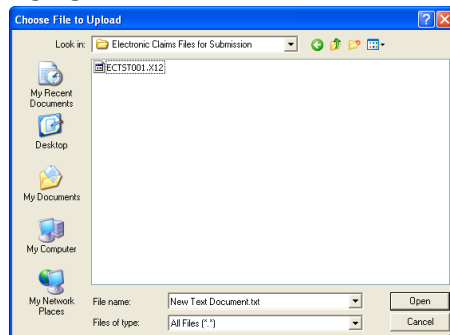 Choose File to Upload
Look in: Electronic Claims Files for Submission
ECTST001.X12
My Recent
Documents
Desktop
My Documents
My Computer
My Network
Places
File name: New Text Document.txt Open
Files of type: All Files (*.*) Cancel